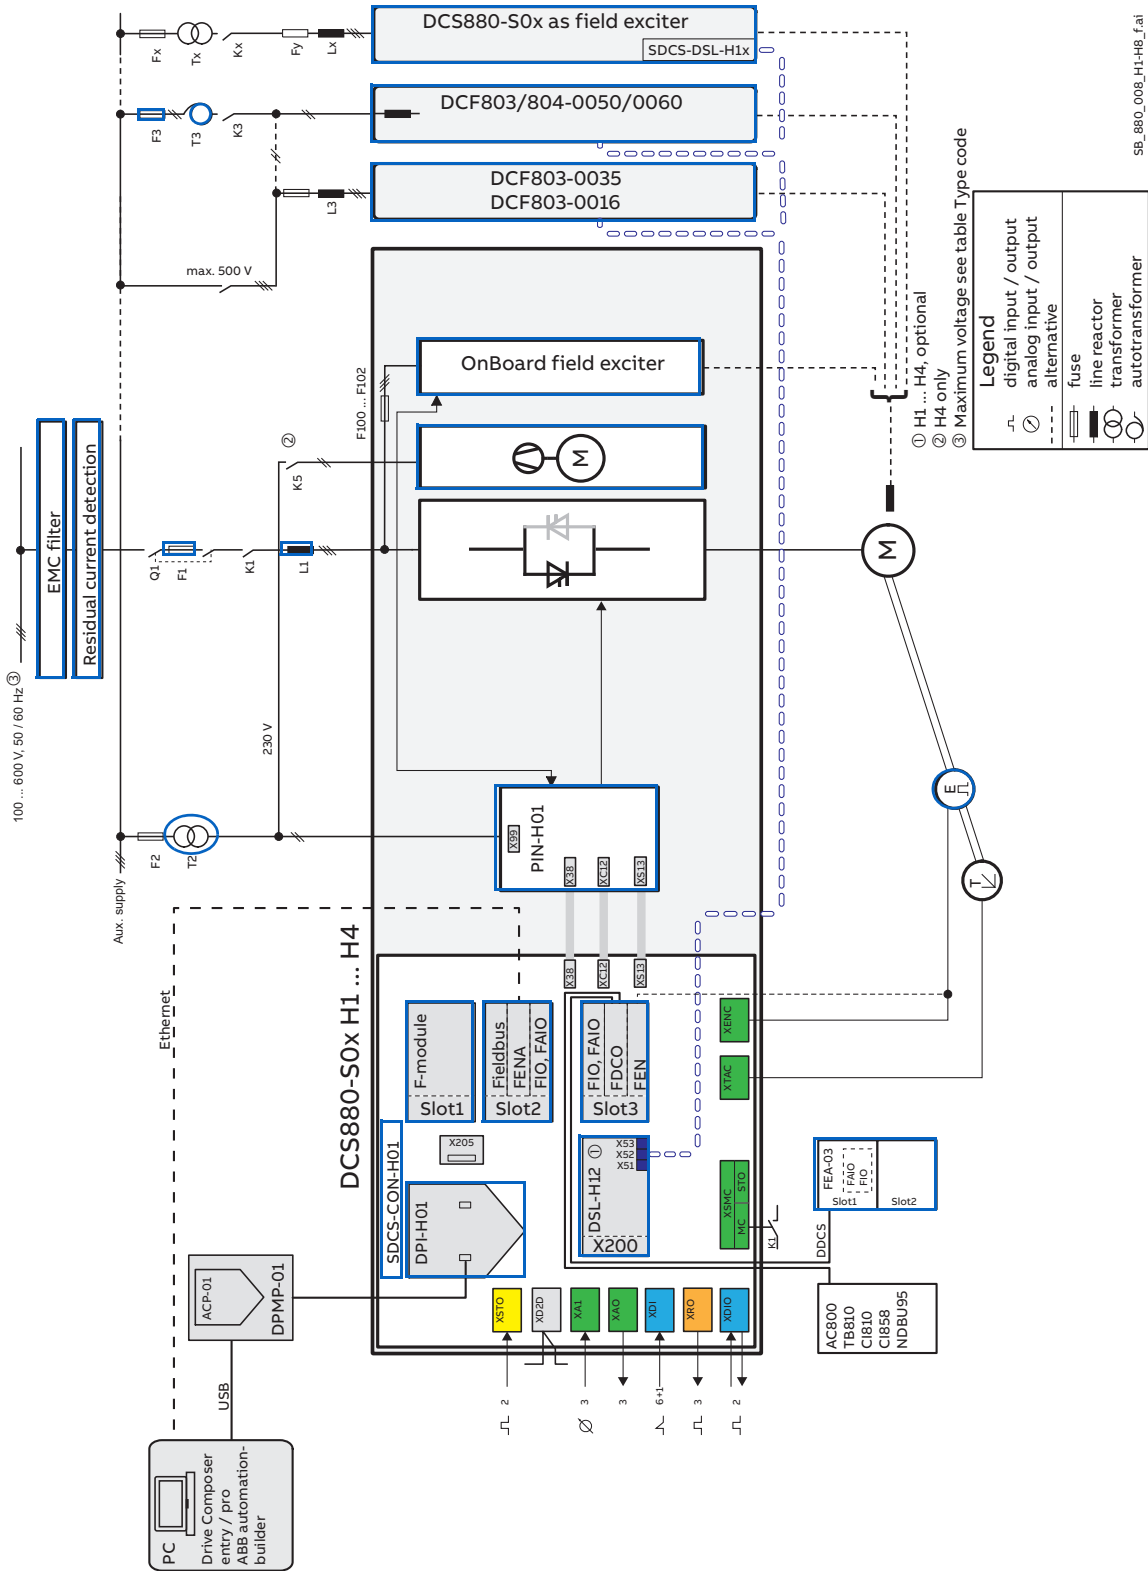 DCS880-S0x as field exciter
SDCS-DSL-H1x
Fx
Tx
Kx
Fy
Lx
DCF803/804-0050/0060
F3
T3
K3
DCF803-0035
DCF803-0016
L3
max. 500 V
OnBoard field exciter
F100 ... F102
K5
②
M
EMC filter
Residual current detection
100 ... 600 V, 50 / 60 Hz ③
Q1
F1
K1
L1
230 V
Aux. supply
F2
T2
Ethernet
PIN-H01
X99
X38
XC12
XS13
X38
XC12
XS13
M
E
T
DCS880-S0x H1 ... H4
SDCS-CON-H01
F-module
Slot1
Fieldbus
FENA
FIO, FAIO
Slot2
FIO, FAIO
FDCO
FEN
Slot3
X205
DPI-H01
DSL-H12 ①
X53
X52
X51
X200
XENC
XTAC
XSMC
MC
STO
K1
XSTO
XD2D
XA1
XAO
XDI
XRO
XDIO
2
3
3
6+1
3
2
DDCS
FEA-03
FAIO
FIO
Slot1
Slot2
AC800
TB810
CI810
CI858
NDBU95
ACP-01
DPMP-01
USB
PC
Drive Composer
entry / pro
ABB automation-
builder
① H1 ... H4, optional
② H4 only
③ Maximum voltage see table Type code
Legend
digital input / output
analog input / output
alternative
fuse
line reactor
transformer
autotransformer
SB_880_008_H1-H8_f.ai